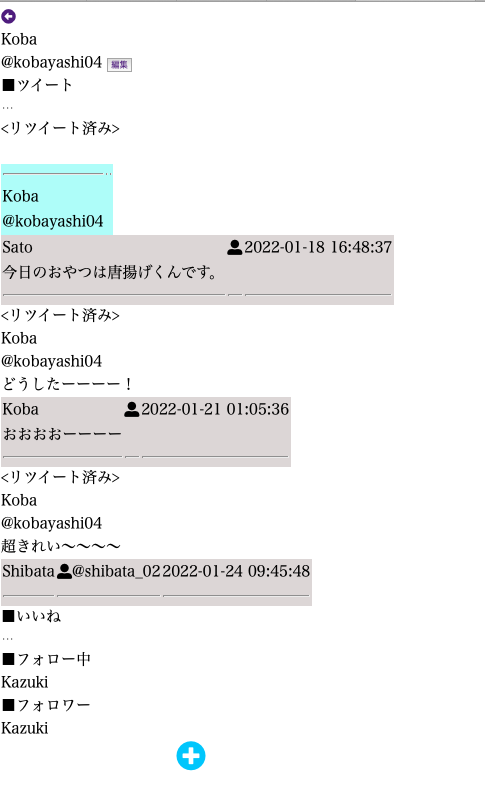 Koba
@kobayashi04 編集
■ツイート
...
<リツイート済み>
Koba
@kobayashi04
Sato 2022-01-18 16:48:37
今日のおやつは唐揚げくんです。
<リツイート済み>
Koba
@kobayashi04
どうしたーーーー！
Koba 2022-01-21 01:05:36
おおおおーーーー
<リツイート済み>
Koba
@kobayashi04
超きれい〜〜〜〜
Shibata @shibata_02 2022-01-24 09:45:48
■いいね
...
■フォロー中
Kazuki
■フォロワー
Kazuki